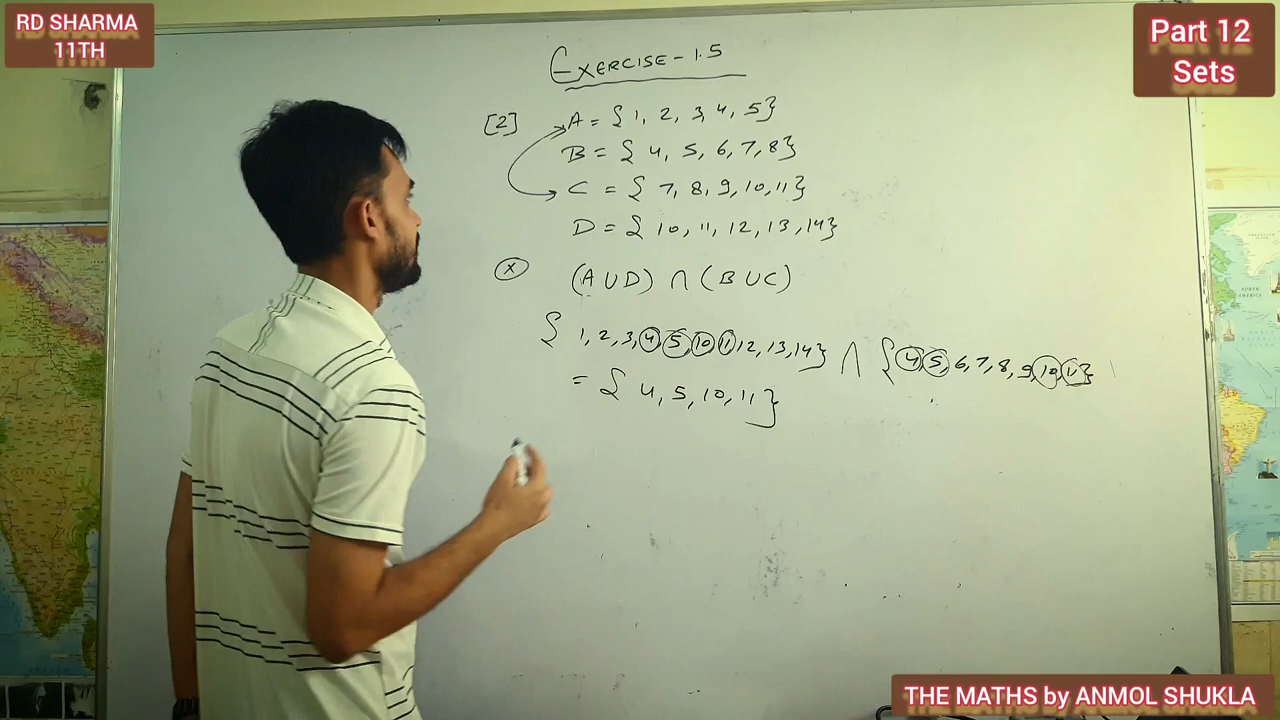 RD SHARMA
11TH
Part 12
Sets
EXERCISE - 1.5
[2] A = { 1, 2, 3, 4, 5}
B = { 4, 5, 6, 7, 8}
C = { 7, 8, 9, 10, 11}
D = { 10, 11, 12, 13, 14}
(x) (A ∪ D) ∩ (B ∪ C)
{ 1, 2, 3, 4, 5, 10, 11, 12, 13, 14} ∩ { 4, 5, 6, 7, 8, 9, 10, 11}
= { 4, 5, 10, 11 }
THE MATHS by ANMOL SHUKLA